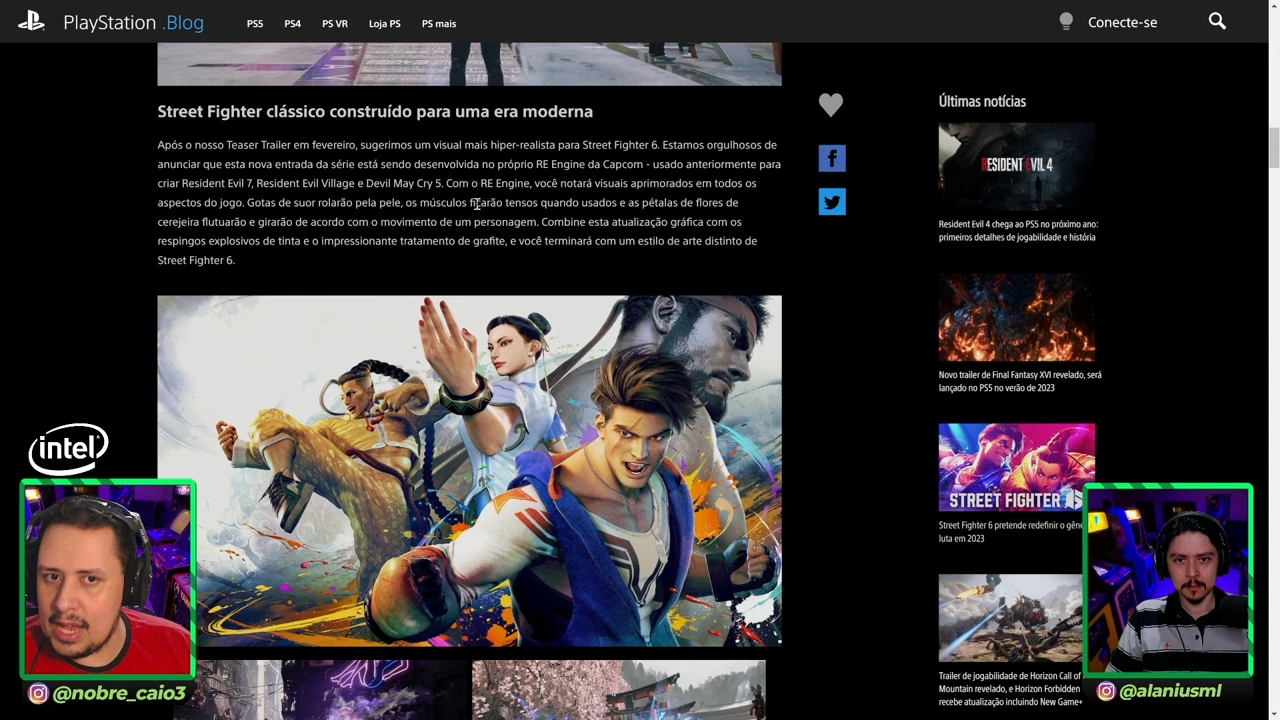 PlayStation .Blog
PS5
PS4
PS VR
Loja PS
PS mais
Conecte-se
Street Fighter clássico construído para uma era moderna
Após o nosso Teaser Trailer em fevereiro, sugerimos um visual mais hiper-realista para Street Fighter 6. Estamos orgulhosos de
anunciar que esta nova entrada da série está sendo desenvolvida no próprio RE Engine da Capcom - usado anteriormente para
criar Resident Evil 7, Resident Evil Village e Devil May Cry 5. Com o RE Engine, você notará visuais aprimorados em todos os
aspectos do jogo. Gotas de suor rolarão pela pele, os músculos ficarão tensos quando usados e as pétalas de flores de
cerejeira flutuarão e girarão de acordo com o movimento de um personagem. Combine esta atualização gráfica com os
respingos explosivos de tinta e o impressionante tratamento de grafite, e você terminará com um estilo de arte distinto de
Street Fighter 6.
Últimas notícias
RESIDENT EVIL 4
Resident Evil 4 chega ao PS5 no próximo ano:
primeiros detalhes de jogabilidade e história
Novo trailer de Final Fantasy XVI revelado, será
lançado no PS5 no verão de 2023
STREET FIGHTER
Street Fighter 6 pretende redefinir o gêne
luta em 2023
Trailer de jogabilidade de Horizon Call of
Mountain revelado, e Horizon Forbidden
recebe atualização incluindo New Game+
intel
@nobre_caio3
@alaniusml